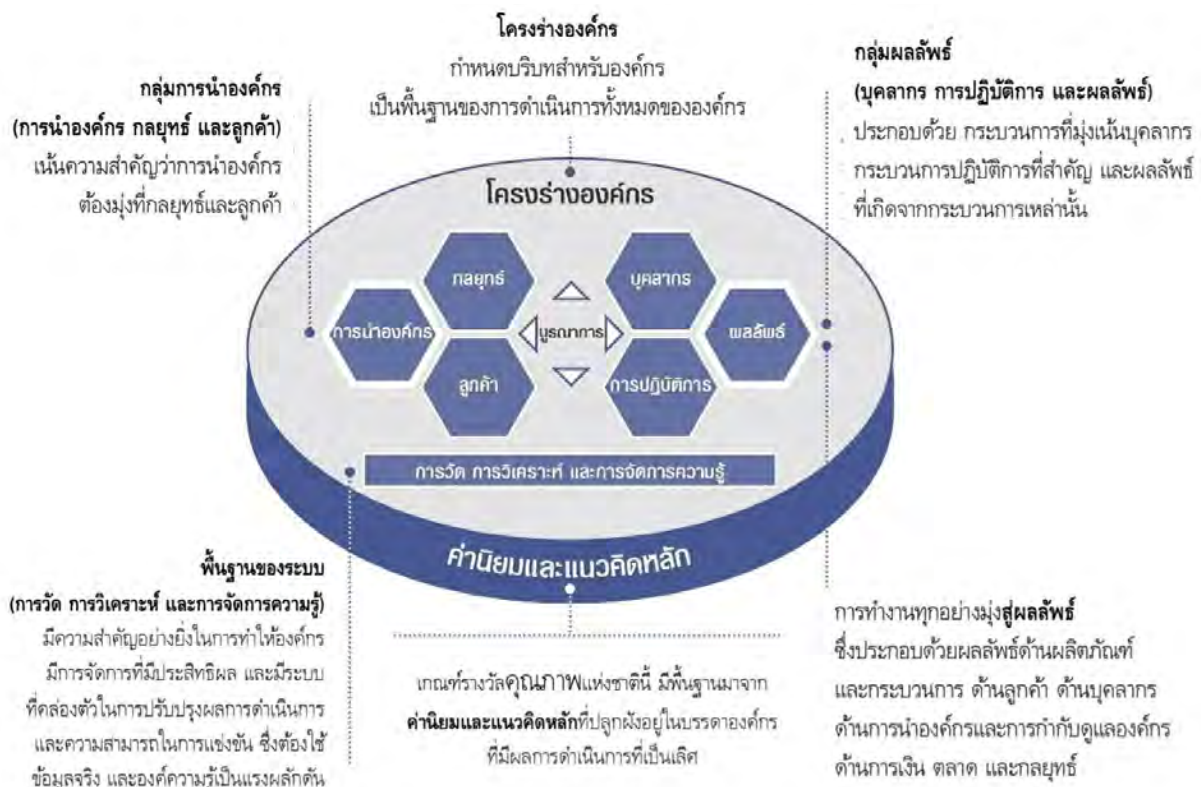 โครงร่างองค์กร
กำหนดบริบทสำหรับองค์กร
เป็นพื้นฐานของการดำเนินการทั้งหมดขององค์กร
กลุ่มการนำองค์กร
(การนำองค์กร กลยุทธ์ และลูกค้า)
เน้นความสำคัญว่าการนำองค์กร
ต้องมุ่งที่กลยุทธ์และลูกค้า
กลุ่มผลลัพธ์
(บุคลากร การปฏิบัติการ และผลลัพธ์)
ประกอบด้วย กระบวนการที่มุ่งเน้นบุคลากร
กระบวนการปฏิบัติการที่สำคัญ และผลลัพธ์
ที่เกิดจากกระบวนการเหล่านั้น
โครงร่างองค์กร
กลยุทธ์
บุคลากร
การนำองค์กร
บูรณาการ
ผลลัพธ์
ลูกค้า
การปฏิบัติการ
การวัด การวิเคราะห์ และการจัดการความรู้
ค่านิยมและแนวคิดหลัก
พื้นฐานของระบบ
(การวัด การวิเคราะห์ และการจัดการความรู้)
มีความสำคัญอย่างยิ่งในการทำให้องค์กร
มีการจัดการที่มีประสิทธิผล และมีระบบ
ที่คล่องตัวในการปรับปรุงผลการดำเนินการ
และความสามารถในการแข่งขัน ซึ่งต้องใช้
ข้อมูลจริง และองค์ความรู้เป็นแรงผลักดัน
เกณฑ์รางวัลคุณภาพแห่งชาตินี้ มีพื้นฐานมาจาก
ค่านิยมและแนวคิดหลักที่ปลูกฝังอยู่ในบรรดาองค์กร
ที่มีผลการดำเนินการที่เป็นเลิศ
การทำงานทุกอย่างมุ่งสู่ผลลัพธ์
ซึ่งประกอบด้วยผลลัพธ์ด้านผลิตภัณฑ์
และกระบวนการ ด้านลูกค้า ด้านบุคลากร
ด้านการนำองค์กรและการกำกับดูแลองค์กร
ด้านการเงิน ตลาด และกลยุทธ์